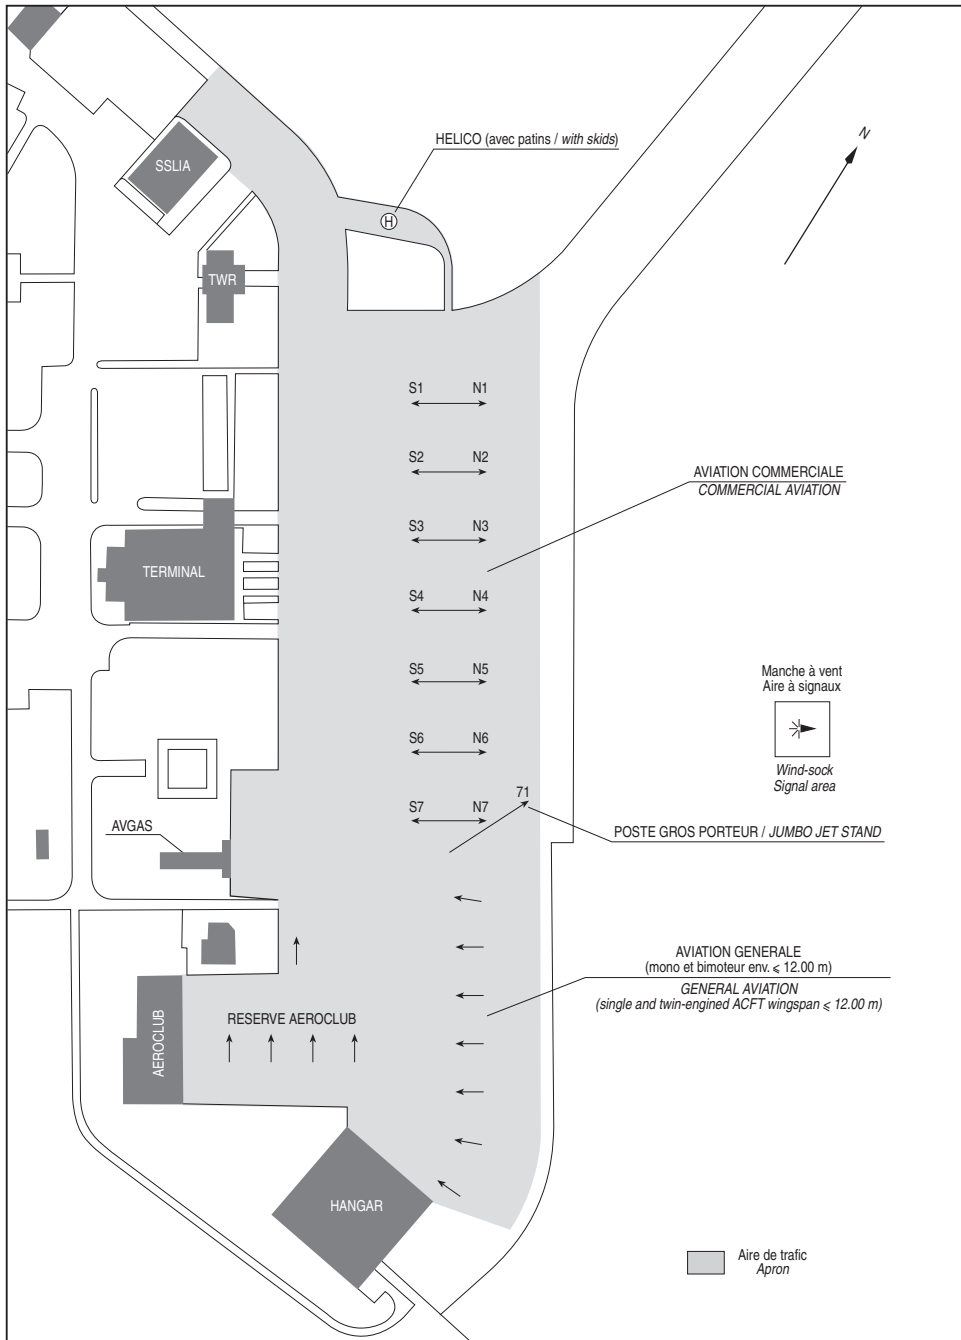 N
HELICO (avec patins / with skids)
SSLIA
H
TWR
S1 N1
S2 N2
AVIATION COMMERCIALE
COMMERCIAL AVIATION
S3 N3
TERMINAL
S4 N4
S5 N5
Manche à vent
Aire à signaux
S6 N6
Wind-sock
Signal area
71
S7 N7
AVGAS
POSTE GROS PORTEUR / JUMBO JET STAND
AVIATION GENERALE
(mono et bimoteur env. ⩽ 12.00 m)
GENERAL AVIATION
(single and twin-engined ACFT wingspan ⩽ 12.00 m)
RESERVE AEROCLUB
AEROCLUB
HANGAR
Aire de trafic
Apron